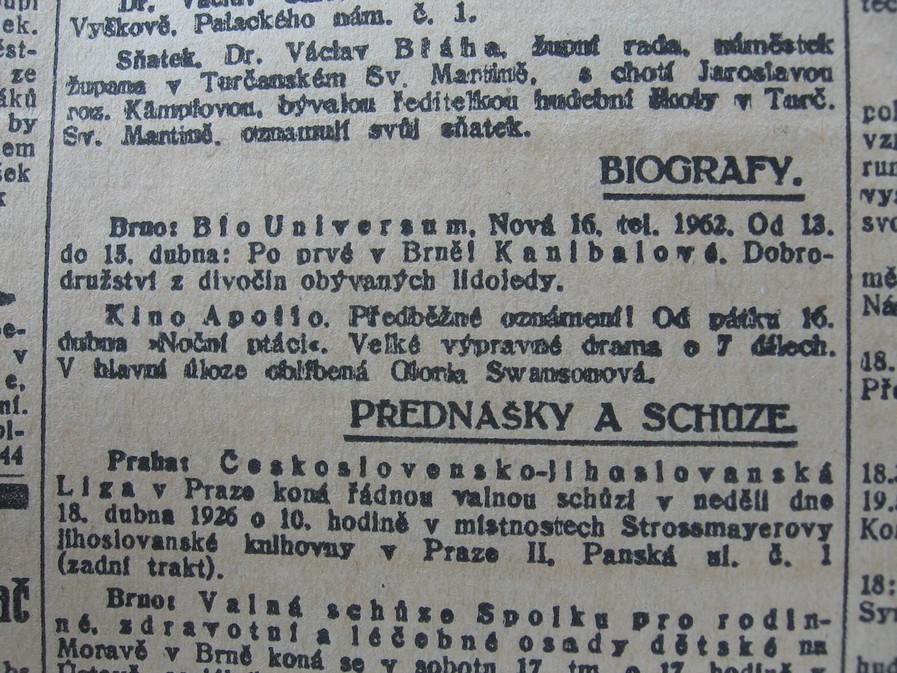 Dr. Václav
Vyškově, Palackého nám. č. 1.
Sňatek. Dr. Václav Bláha, župní rada, náměstek
župana v Turčanském Sv. Martině, s chotí Jaroslavou
roz. Kämpfovou, bývalou ředitelkou hudební školy v Turč.
Sv. Martině, oznamují svůj sňatek.
BIOGRAFY.
Brno: Bio Universum, Nová 16, tel. 1962. Od 13.
do 15. dubna: Po prvé v Brně! Kanibalové. Dobro-
družství z divočin obývaných lidojedy.
Kino Apollo. Předběžné oznámení! Od pátku 16.
dubna »Noční ptáci«. Velké výpravné drama o 7 dílech.
V hlavní úloze oblíbená Gloria Swansonová.
PŘEDNÁŠKY A SCHŮZE.
Praha: Československo-jihoslovanská
Liga v Praze koná řádnou valnou schůzi v neděli dne
18. dubna 1926 o 10. hodině v místnostech Strossmayerovy
jihoslovanské knihovny v Praze II, Panská ul. č. 1
(zadní trakt).
Brno: Valná schůze Spolku pro rodin-
né, zdravotní a léčebné osady dětské na
Moravě v Brně koná se v sobotu 17. tm. o 17. hodině v